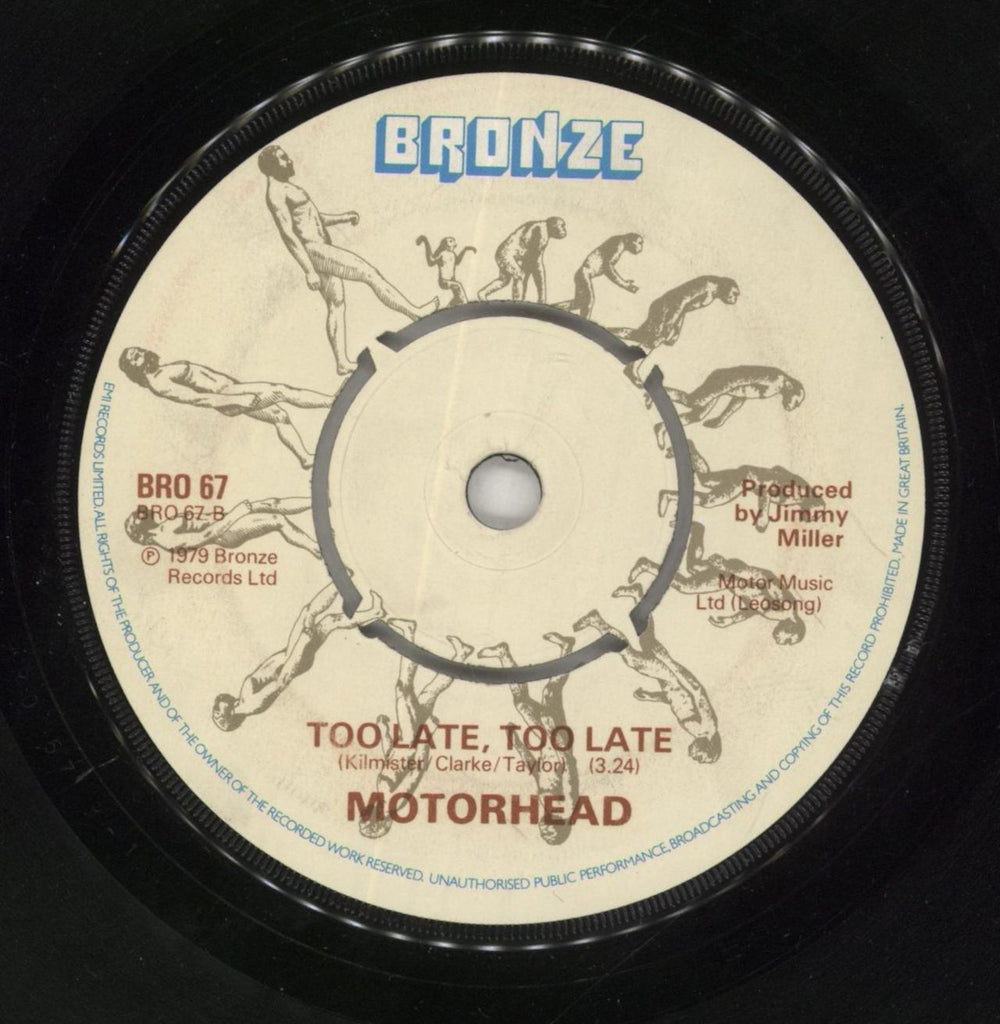 BRONZE
BRO 67
BRO 67-B
Ⓟ 1979 Bronze
Records Ltd
Produced
by Jimmy
Miller
Motor Music
Ltd (Leosong)
TOO LATE, TOO LATE
(Kilmister/Clarke/Taylor) (3.24)
MOTORHEAD
EMI RECORDS LIMITED. ALL RIGHTS OF THE PRODUCER AND OF THE OWNER OF THE RECORDED WORK RESERVED. UNAUTHORISED PUBLIC PERFORMANCE, BROADCASTING AND COPYING OF THIS RECORD PROHIBITED. MADE IN GREAT BRITAIN.